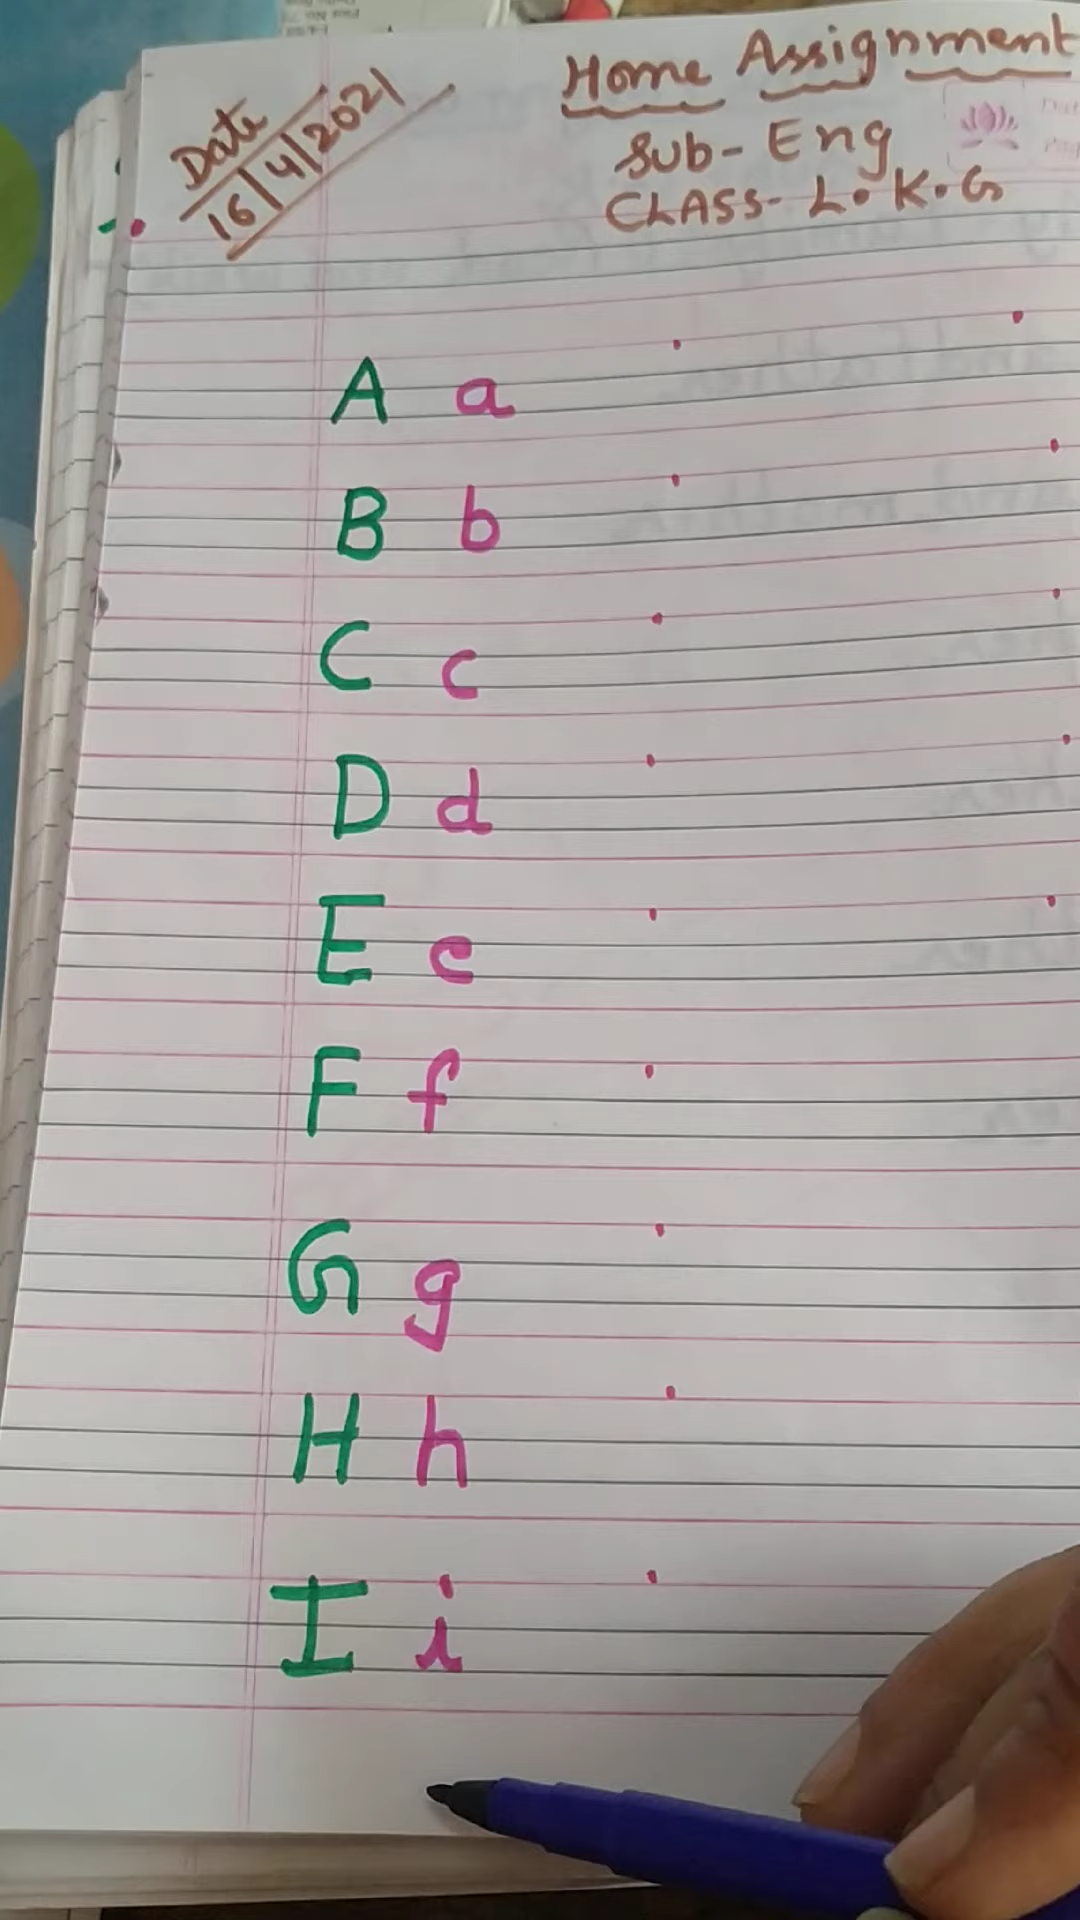 Date
16/4/2021
Home Assignment
Sub- Eng
CLASS- L.K.G
A a
B b
C c
D d
E e
F f
G g
H h
I i